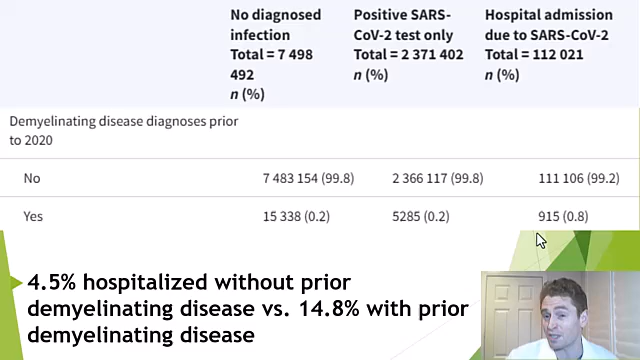 No diagnosed infection Total = 7 498 492 n (%)
Positive SARS-CoV-2 test only Total = 2 371 402 n (%)
Hospital admission due to SARS-CoV-2 Total = 112 021 n (%)
Demyelinating disease diagnoses prior
to 2020
No 7 483 154 (99.8) 2 366 117 (99.8) 111 106 (99.2)
Yes 15 338 (0.2) 5285 (0.2) 915 (0.8)
4.5% hospitalized without prior
demyelinating disease vs. 14.8% with prior
demyelinating disease